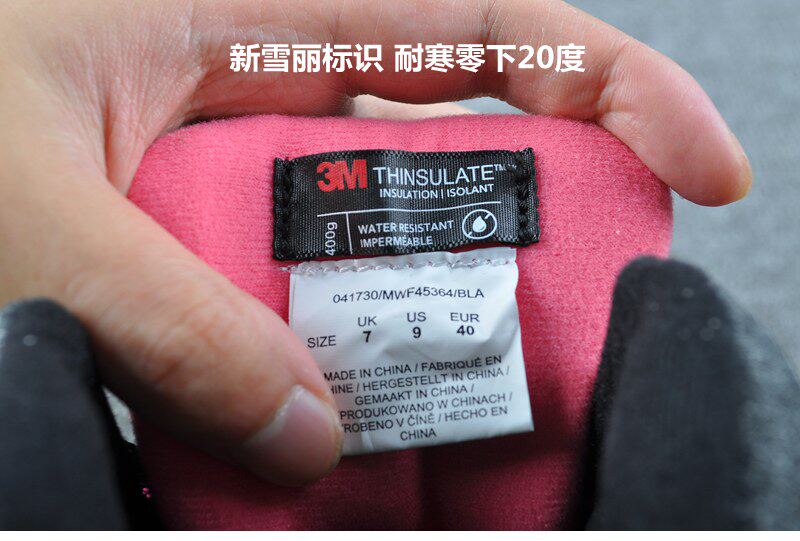 新雪丽标识 耐寒零下20度
3M THINSULATE™
INSULATION | ISOLANT
400g
WATER RESISTANT
IMPERMÉABLE
041730/MWF45364/BLA
UK US EUR
SIZE 7 9 40
MADE IN CHINA / FABRIQUÉ EN
HINE / HERGESTELLT IN CHINA /
GEMAAKT IN CHINA /
YPRODUKOWANO W CHINACH /
YROBENO V ČÍNĚ / HECHO EN
CHINA